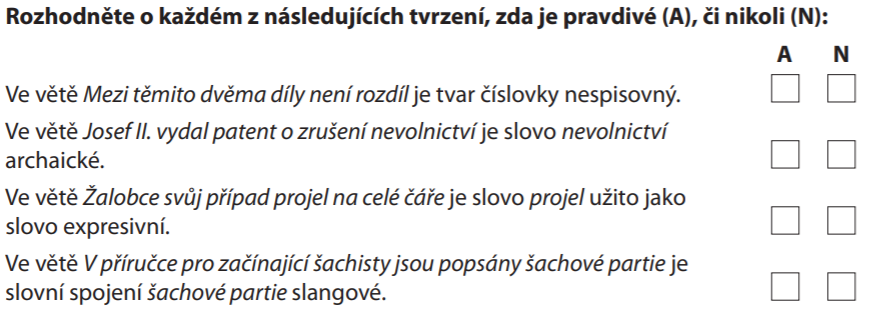 Rozhodněte o každém z následujících tvrzení, zda je pravdivé (A), či nikoli (N):
A N
Ve větě Mezi těmito dvěma díly není rozdíl je tvar číslovky nespisovný.
Ve větě Josef II. vydal patent o zrušení nevolnictví je slovo nevolnictví
archaické.
Ve větě Žalobce svůj případ projel na celé čáře je slovo projel užito jako
slovo expresivní.
Ve větě V příručce pro začínající šachisty jsou popsány šachové partie je
slovní spojení šachové partie slangové.